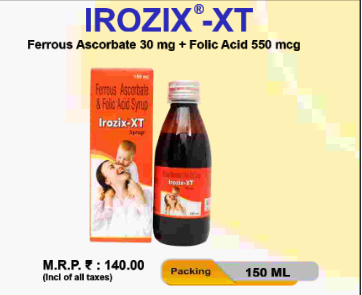 IROZIX®-XT
Ferrous Ascorbate 30 mg + Folic Acid 550 mcg
150 ml
Ferrous Ascorbate
& Folic Acid Syrup
Irozix-XT
Syrup
Irozix-XT
M.R.P. ₹ : 140.00
(Incl of all taxes)
Packing
150 ML